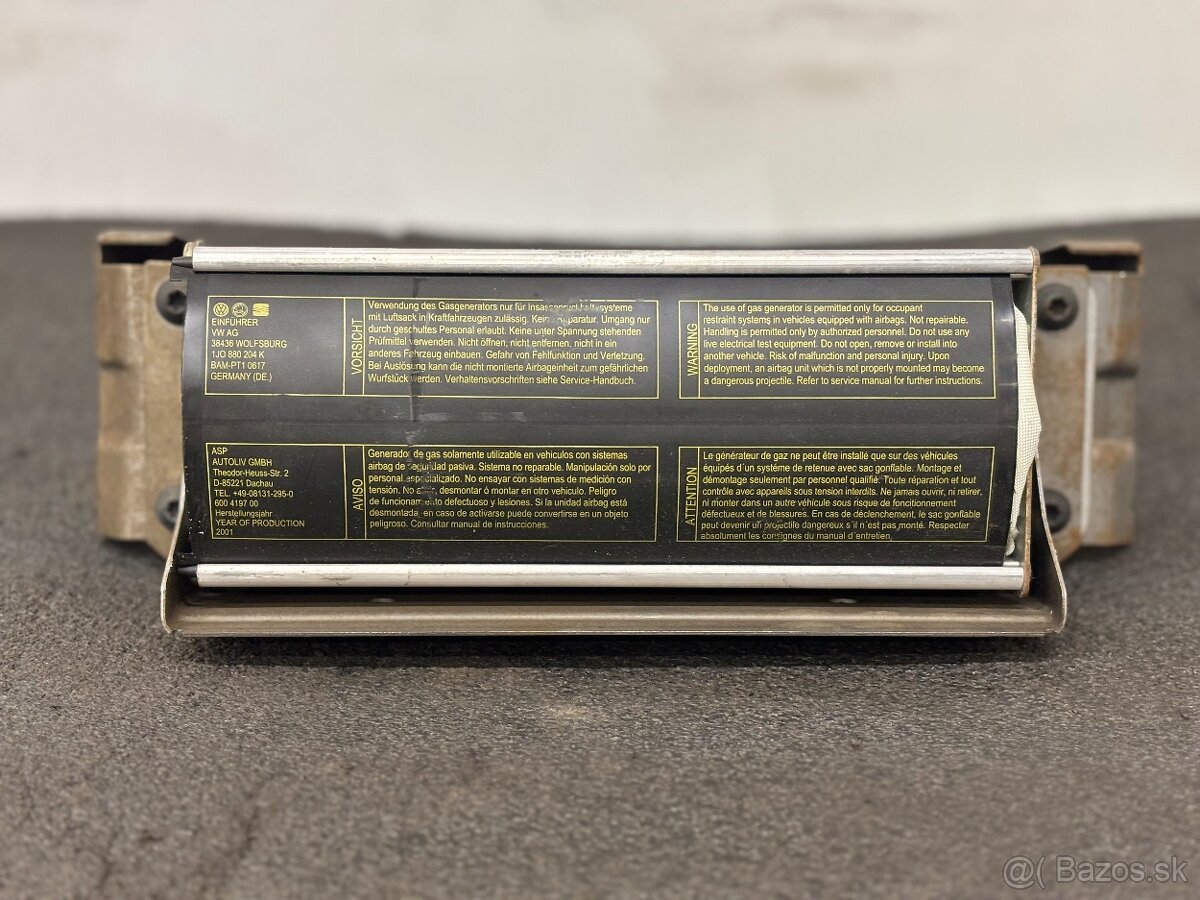 EINFÜHRER
VW AG
38436 WOLFSBURG
1JO 880 204 K
BAM-PT1 0617
GERMANY (DE.)
VORSICHT
Verwendung des Gasgenerators nur für Insassenrückhaltesysteme
mit Luftsack in Kraftfahrzeugen zulässig. Keine Reparatur. Umgang nur
durch geschultes Personal erlaubt. Keine unter Spannung stehenden
Prüfmittel verwenden. Nicht öffnen, nicht entfernen, nicht in ein
anderes Fahrzeug einbauen. Gefahr von Fehlfunktion und Verletzung.
Bei Auslösung kann die nicht montierte Airbageinheit zum gefährlichen
Wurfstück werden. Verhaltensvorschriften siehe Service-Handbuch.
WARNING
The use of gas generator is permitted only for occupant
restraint systems in vehicles equipped with airbags. Not repairable.
Handling is permitted only by authorized personnel. Do not use any
live electrical test equipment. Do not open, remove or install into
another vehicle. Risk of malfunction and personal injury. Upon
deployment, an airbag unit which is not properly mounted may become
a dangerous projectile. Refer to service manual for further instructions.
ASP
AUTOLIV GMBH
Theodor-Heuss-Str. 2
D-85221 Dachau
TEL. +49-08131-295-0
600 4197 00
Herstellungsjahr
YEAR OF PRODUCTION
2001
AVISO
Generador de gas solamente utilizable en vehículos con sistemas
airbag de seguridad pasiva. Sistema no reparable. Manipulación solo por
personal especializado. No ensayar con sistemas de medición con
tensión. No abrir, desmontar ó montar en otro vehículo. Peligro
de funcionamiento defectuoso y lesiones. Si la unidad airbag está
desmontada, en caso de activarse puede convertirse en un objeto
peligroso. Consultar manual de instrucciones.
ATTENTION
Le générateur de gaz ne peut être installé que sur des véhicules
équipés d´un système de retenue avec sac gonflable. Montage et
démontage seulement par personnel qualifié. Toute réparation et tout
contrôle avec appareils sous tension interdits. Ne jamais ouvrir, ni retirer,
ni monter dans un autre véhicule sous risque de fonctionnement
défectueux et de blessures. En cas de déclenchement, le sac gonflable
peut devenir un projectile dangereux s´il n´est pas monté. Respecter
absolument les consignes du manuel d´entretien.
@( Bazos.sk